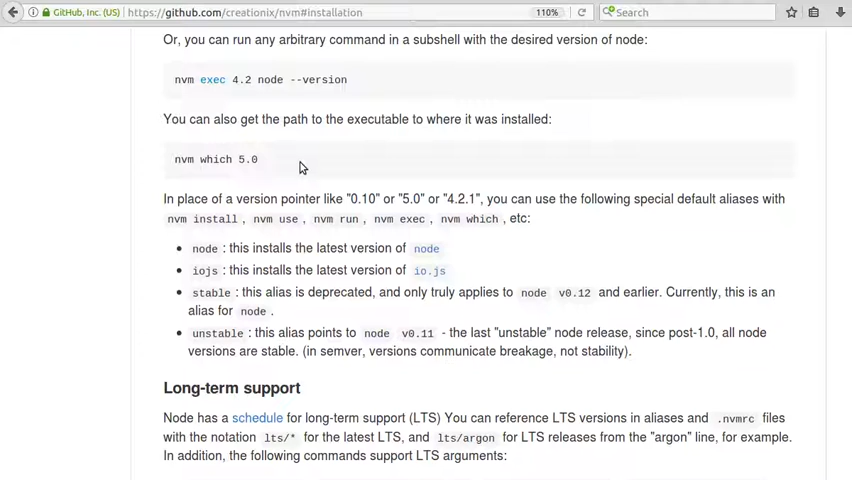 GitHub, Inc. (US) https://github.com/creationix/nvm#installation 110% Search
Or, you can run any arbitrary command in a subshell with the desired version of node:
nvm exec 4.2 node --version
You can also get the path to the executable to where it was installed:
nvm which 5.0
In place of a version pointer like "0.10" or "5.0" or "4.2.1", you can use the following special default aliases with
nvm install , nvm use , nvm run , nvm exec , nvm which , etc:
• node : this installs the latest version of node
• iojs : this installs the latest version of io.js
• stable : this alias is deprecated, and only truly applies to node v0.12 and earlier. Currently, this is an
alias for node .
• unstable : this alias points to node v0.11 - the last "unstable" node release, since post-1.0, all node
versions are stable. (in semver, versions communicate breakage, not stability).
Long-term support
Node has a schedule for long-term support (LTS) You can reference LTS versions in aliases and .nvmrc files
with the notation lts/* for the latest LTS, and lts/argon for LTS releases from the "argon" line, for example.
In addition, the following commands support LTS arguments: